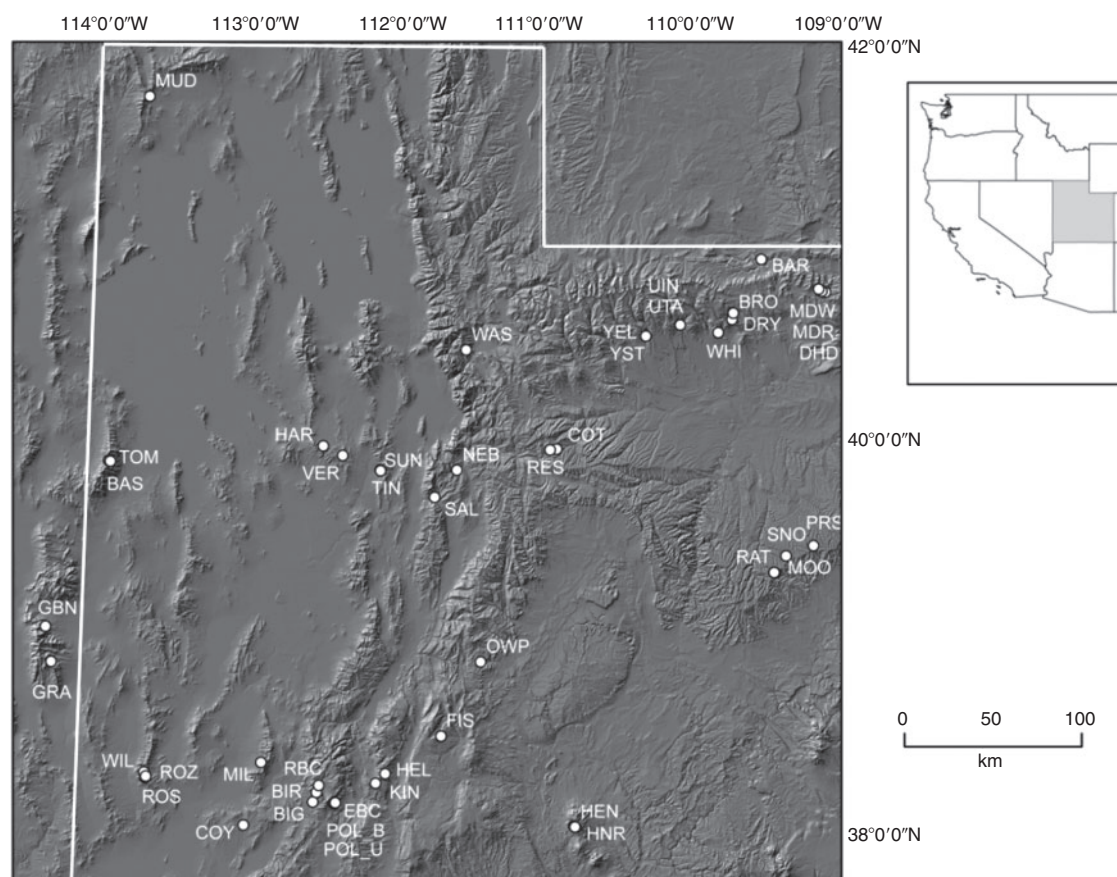 114°0′0″W 113°0′0″W 112°0′0″W 111°0′0″W 110°0′0″W 109°0′0″W
42°0′0″N
MUD
BAR
UIN
UTA
BRO
DRY
MDW
MDR
DHD
YEL
YST
WHI
WAS
40°0′0″N
HAR
VER
SUN
TIN
NEB
SAL
COT
RES
TOM
BAS
PRS
SNO
RAT
MOO
GBN
GRA
OWP
FIS
WIL
ROZ
ROS
MIL
RBC
BIR
BIG
HEL
KIN
EBC
POL_B
POL_U
COY
HEN
HNR
38°0′0″N
0 50 100
km